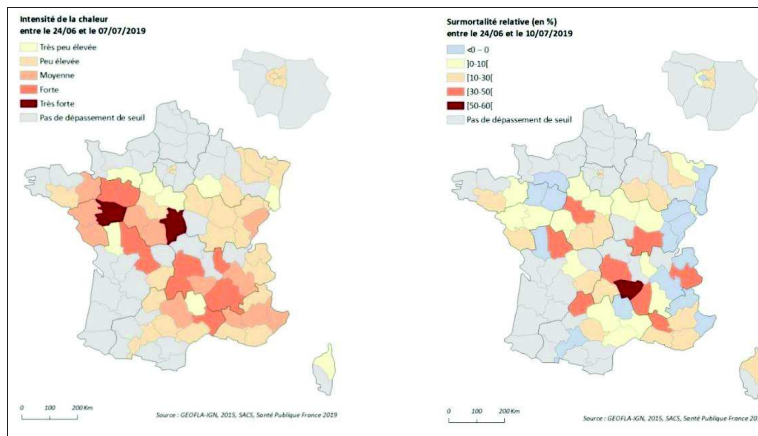 Intensité de la chaleur
entre le 24/06 et le 07/07/2019
Très peu élevée
Peu élevée
Moyenne
Forte
Très forte
Pas de dépassement de seuil
0 100 200 Km
Source : GEOFLA-IGN, 2015, SACS, Santé Publique France 2019
Surmortalité relative (en %)
entre le 24/06 et le 10/07/2019
<0 – 0
]0-10[
[10-30[
[30-50[
[50-60[
Pas de dépassement de seuil
0 100 200 Km
Source : GEOFLA-IGN, 2015, SACS, Santé Publique France 20